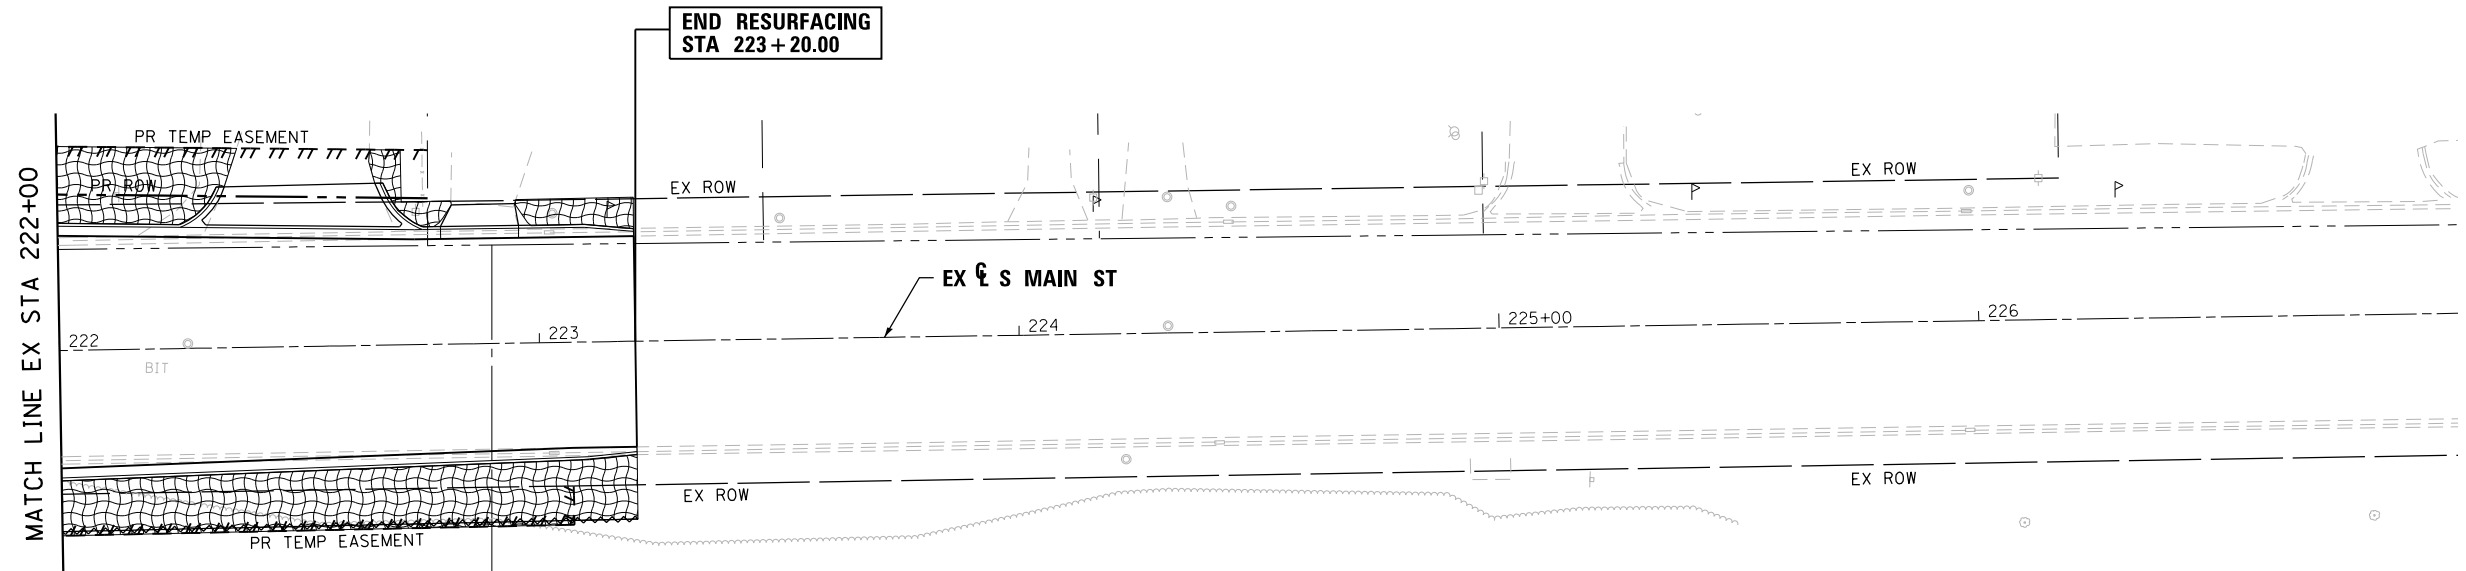 END RESURFACING
STA 223+20.00
PR TEMP EASEMENT
PR ROW
EX ROW
EX ROW
MATCH LINE EX STA 222+00
EX ℄ S MAIN ST
222
223
224
225+00
226
BIT
EX ROW
EX ROW
PR TEMP EASEMENT